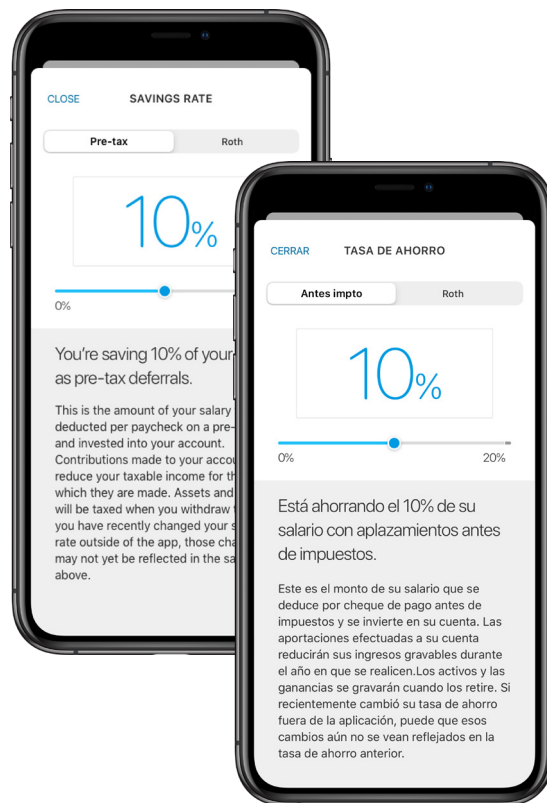 CLOSE SAVINGS RATE
Pre-tax Roth
10%
0%
You’re saving 10% of your
as pre-tax deferrals.
This is the amount of your salary
deducted per paycheck on a pre-
and invested into your account.
Contributions made to your
reduce your taxable income for
which they are made. Assets and
will be taxed when you withdraw
you have recently changed your
rate outside of the app, those
may not yet be reflected in the
above.
CERRAR TASA DE AHORRO
Antes impto Roth
10%
0% 20%
Está ahorrando el 10% de su
salario con aplazamientos antes
de impuestos.
Este es el monto de su salario que se
deduce por cheque de pago antes de
impuestos y se invierte en su cuenta. Las
aportaciones efectuadas a su cuenta
reducirán sus ingresos gravables durante
el año en que se realicen.Los activos y las
ganancias se gravarán cuando los retire. Si
recientemente cambió su tasa de ahorro
fuera de la aplicación, puede que esos
cambios aún no se vean reflejados en la
tasa de ahorro anterior.